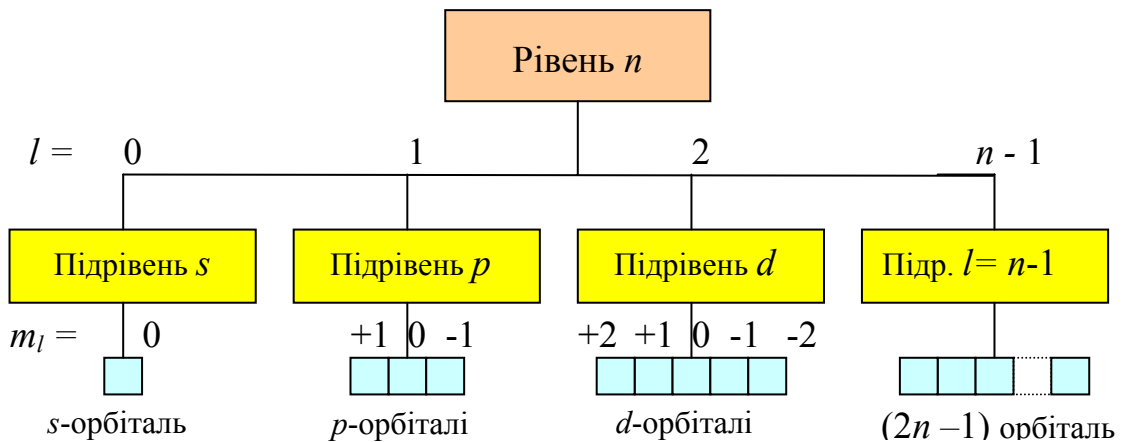 Рівень n
l = 0 1 2 n - 1
Підрівень s Підрівень p Підрівень d Підр. l= n-1
m_l = 0 +1 0 -1 +2 +1 0 -1 -2
s-орбіталь p-орбіталі d-орбіталі (2n –1) орбіталь